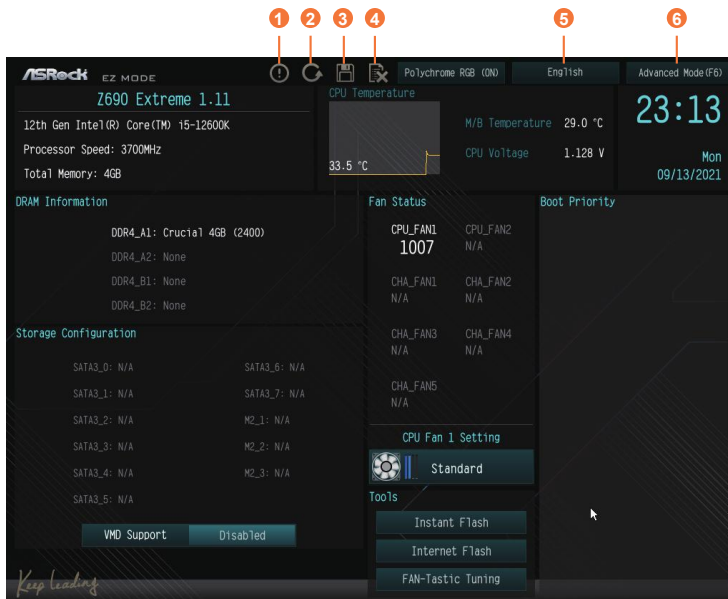 1 2 3 4 5 6
ASRock EZ MODE Polychrome RGB (ON) English Advanced Mode(F6)
Z690 Extreme 1.11
12th Gen Intel(R) Core(TM) i5-12600K
Processor Speed: 3700MHz
Total Memory: 4GB
CPU Temperature
33.5 °C
M/B Temperature 29.0 °C
CPU Voltage 1.128 V
23:13
Mon
09/13/2021
DRAM Information
DDR4_A1: Crucial 4GB (2400)
DDR4_A2: None
DDR4_B1: None
DDR4_B2: None
Storage Configuration
SATA3_0: N/A
SATA3_1: N/A
SATA3_2: N/A
SATA3_3: N/A
SATA3_4: N/A
SATA3_5: N/A
SATA3_6: N/A
SATA3_7: N/A
M2_1: N/A
M2_2: N/A
M2_3: N/A
VMD Support Disabled
Fan Status
CPU_FAN1
1007
CPU_FAN2
N/A
CHA_FAN1
N/A
CHA_FAN2
N/A
CHA_FAN3
N/A
CHA_FAN4
N/A
CHA_FAN5
N/A
CPU Fan 1 Setting
Standard
Tools
Instant Flash
Internet Flash
FAN-Tastic Tuning
Boot Priority
Keep Leading